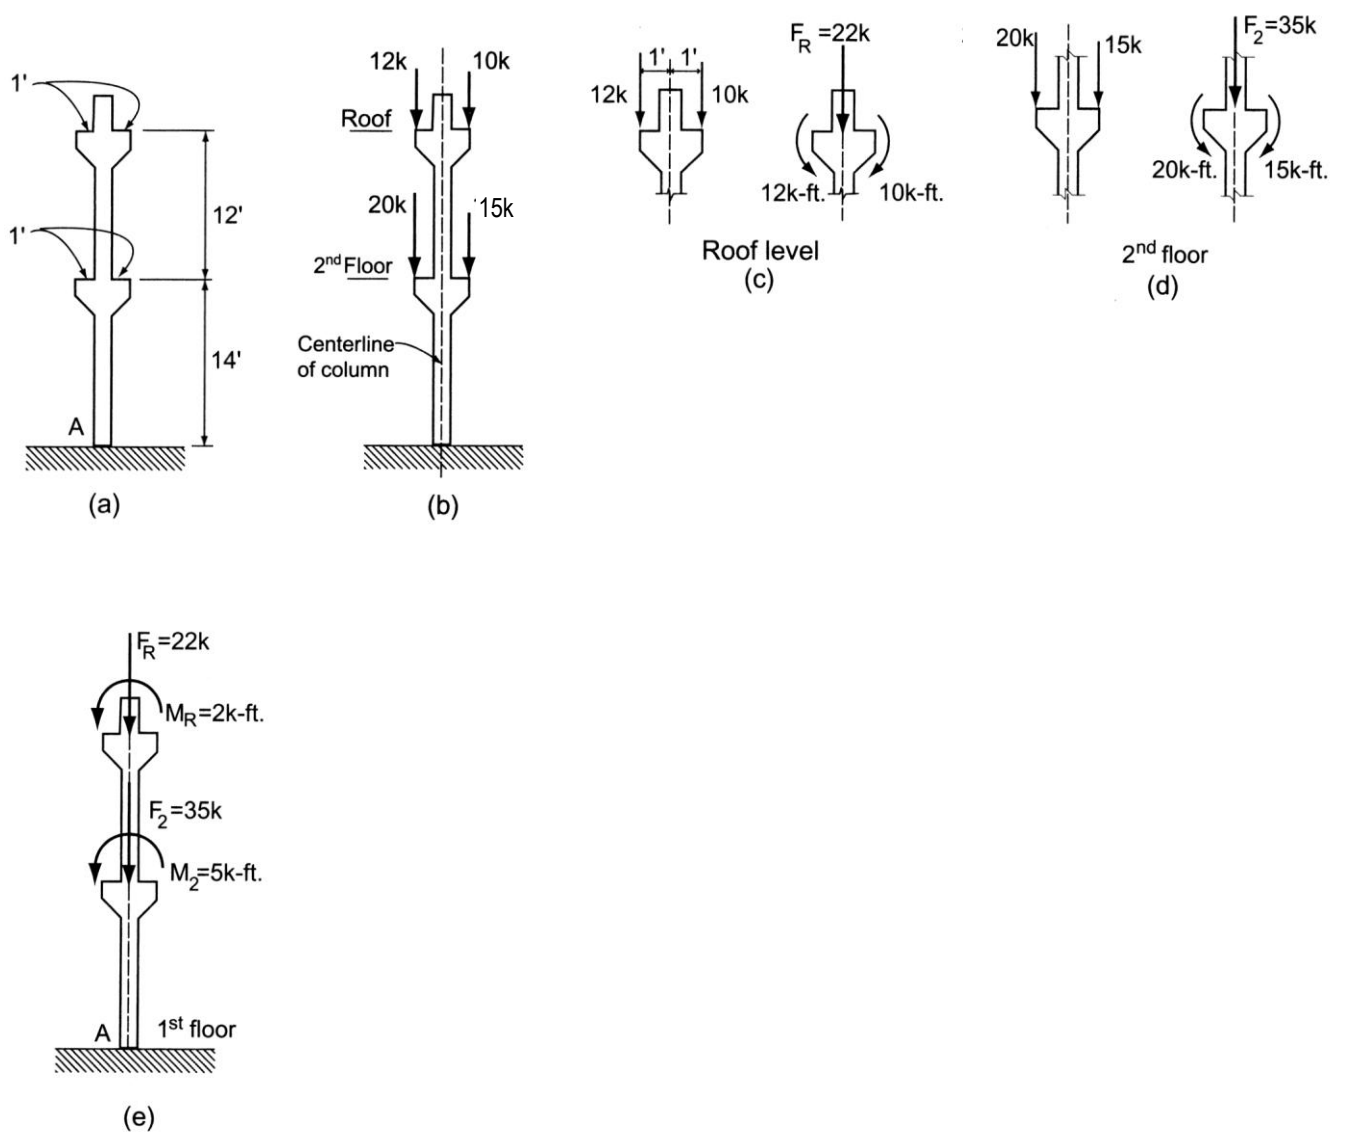 1'
12'
1'
14'
A
(a)
12k
10k
Roof
20k
15k
2nd Floor
Centerline
of column
(b)
1' 1'
12k
10k
FR =22k
12k-ft.
10k-ft.
Roof level
(c)
20k
15k
F2=35k
20k-ft.
15k-ft.
2nd floor
(d)
FR=22k
MR=2k-ft.
F2=35k
M2=5k-ft.
A
1st floor
(e)